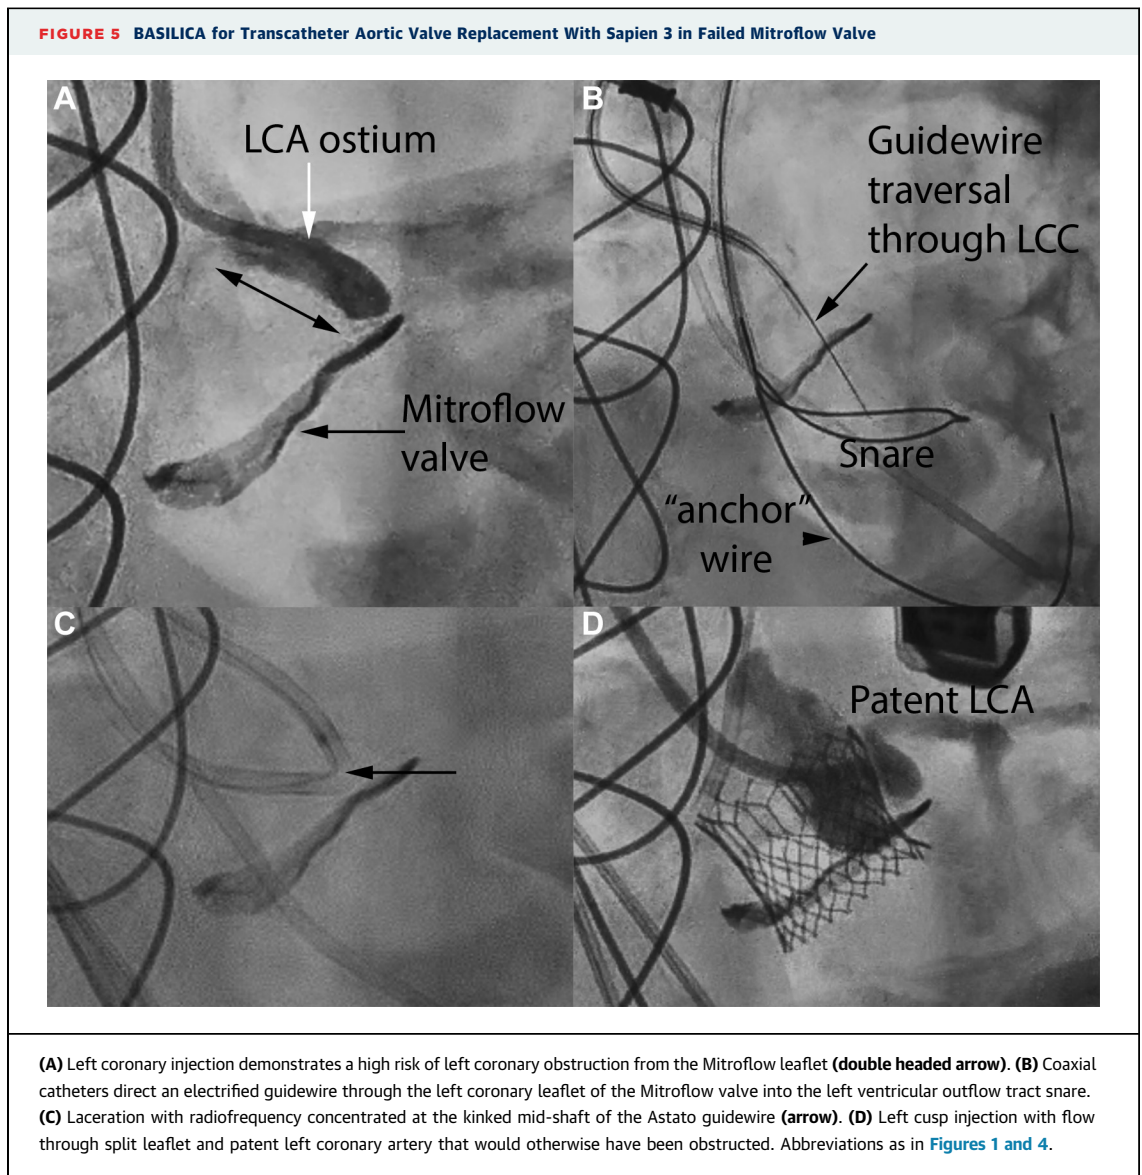 FIGURE 5 BASILICA for Transcatheter Aortic Valve Replacement With Sapien 3 in Failed Mitroflow Valve
A
LCA ostium
Mitroflow
valve
B
Guidewire
traversal
through LCC
Snare
“anchor”
wire
C
D
Patent LCA
(A) Left coronary injection demonstrates a high risk of left coronary obstruction from the Mitroflow leaflet (double headed arrow). (B) Coaxial
catheters direct an electrified guidewire through the left coronary leaflet of the Mitroflow valve into the left ventricular outflow tract snare.
(C) Laceration with radiofrequency concentrated at the kinked mid-shaft of the Astato guidewire (arrow). (D) Left cusp injection with flow
through split leaflet and patent left coronary artery that would otherwise have been obstructed. Abbreviations as in Figures 1 and 4.